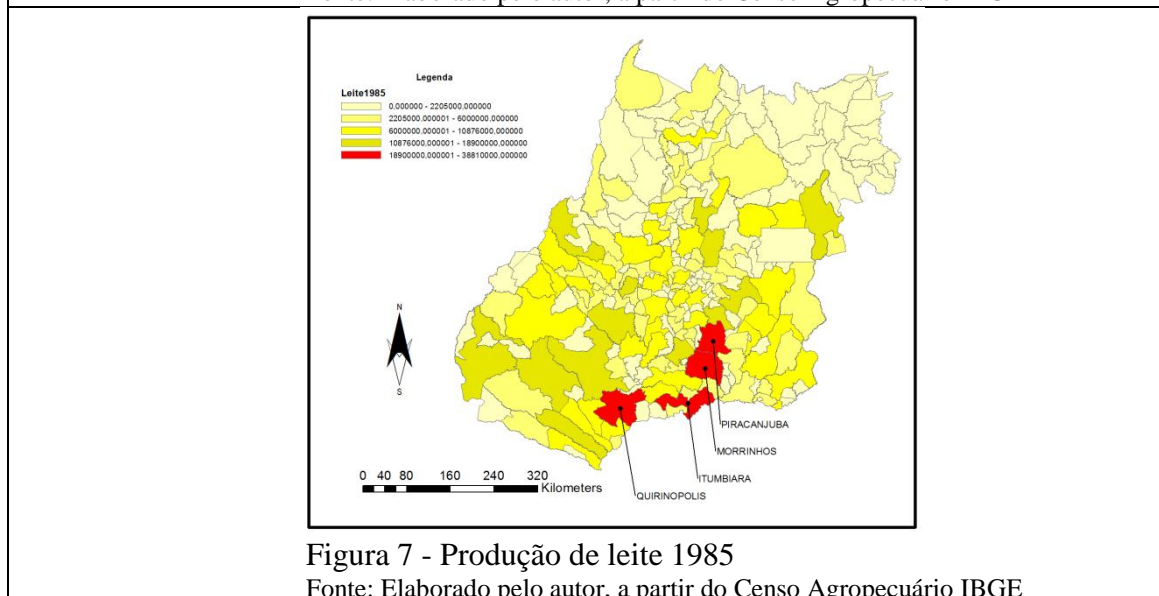 Legenda
Leite1985
0,000000 - 2205000,000000
2205000,000001 - 6000000,000000
6000000,000001 - 10876000,000000
10876000,000001 - 18900000,000000
18900000,000001 - 38810000,000000
N
S
PIRACANJUBA
MORRINHOS
ITUMBIARA
QUIRINOPOLIS
0 40 80 160 240 320
Kilometers
Figura 7 - Produção de leite 1985
Fonte: Elaborado pelo autor, a partir do Censo Agropecuário IBGE